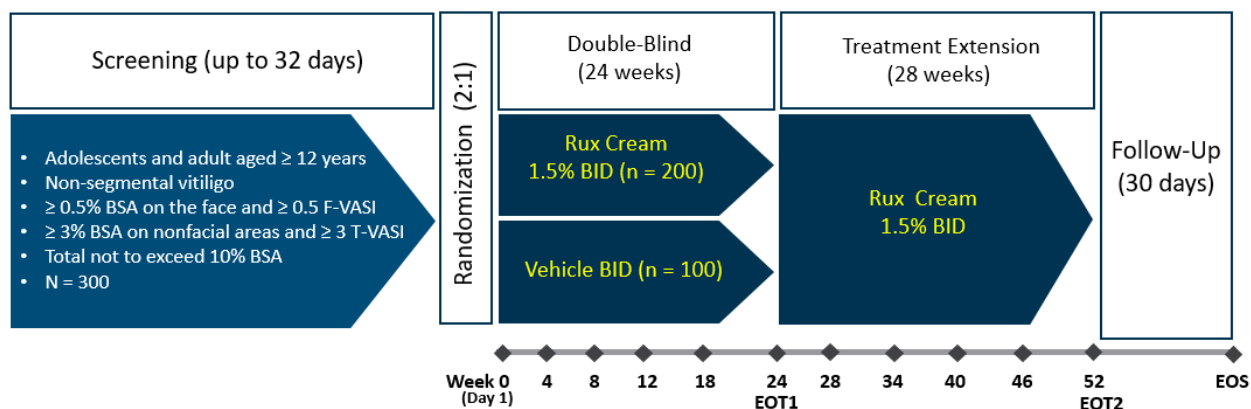 Screening (up to 32 days)
• Adolescents and adult aged ≥ 12 years
• Non-segmental vitiligo
• ≥ 0.5% BSA on the face and ≥ 0.5 F-VASI
• ≥ 3% BSA on nonfacial areas and ≥ 3 T-VASI
• Total not to exceed 10% BSA
• N = 300
Randomization (2:1)
Double-Blind
(24 weeks)
Rux Cream
1.5% BID (n = 200)
Vehicle BID (n = 100)
Treatment Extension
(28 weeks)
Rux Cream
1.5% BID
Follow-Up
(30 days)
Week 0 4 8 12 18 24 28 34 40 46 52 EOS
(Day 1) EOT1 EOT2